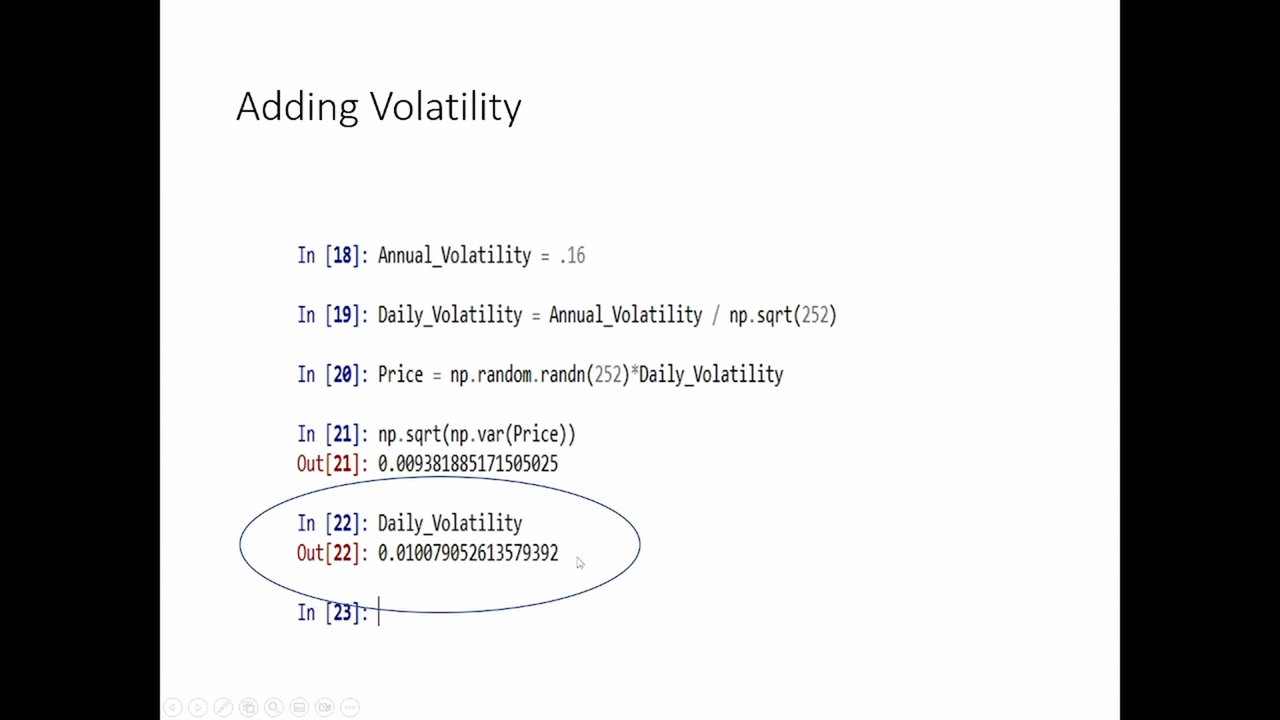 Adding Volatility
In [18]: Annual_Volatility = .16
In [19]: Daily_Volatility = Annual_Volatility / np.sqrt(252)
In [20]: Price = np.random.randn(252)*Daily_Volatility
In [21]: np.sqrt(np.var(Price))
Out[21]: 0.009381885171505025
In [22]: Daily_Volatility
Out[22]: 0.010079052613579392
In [23]: